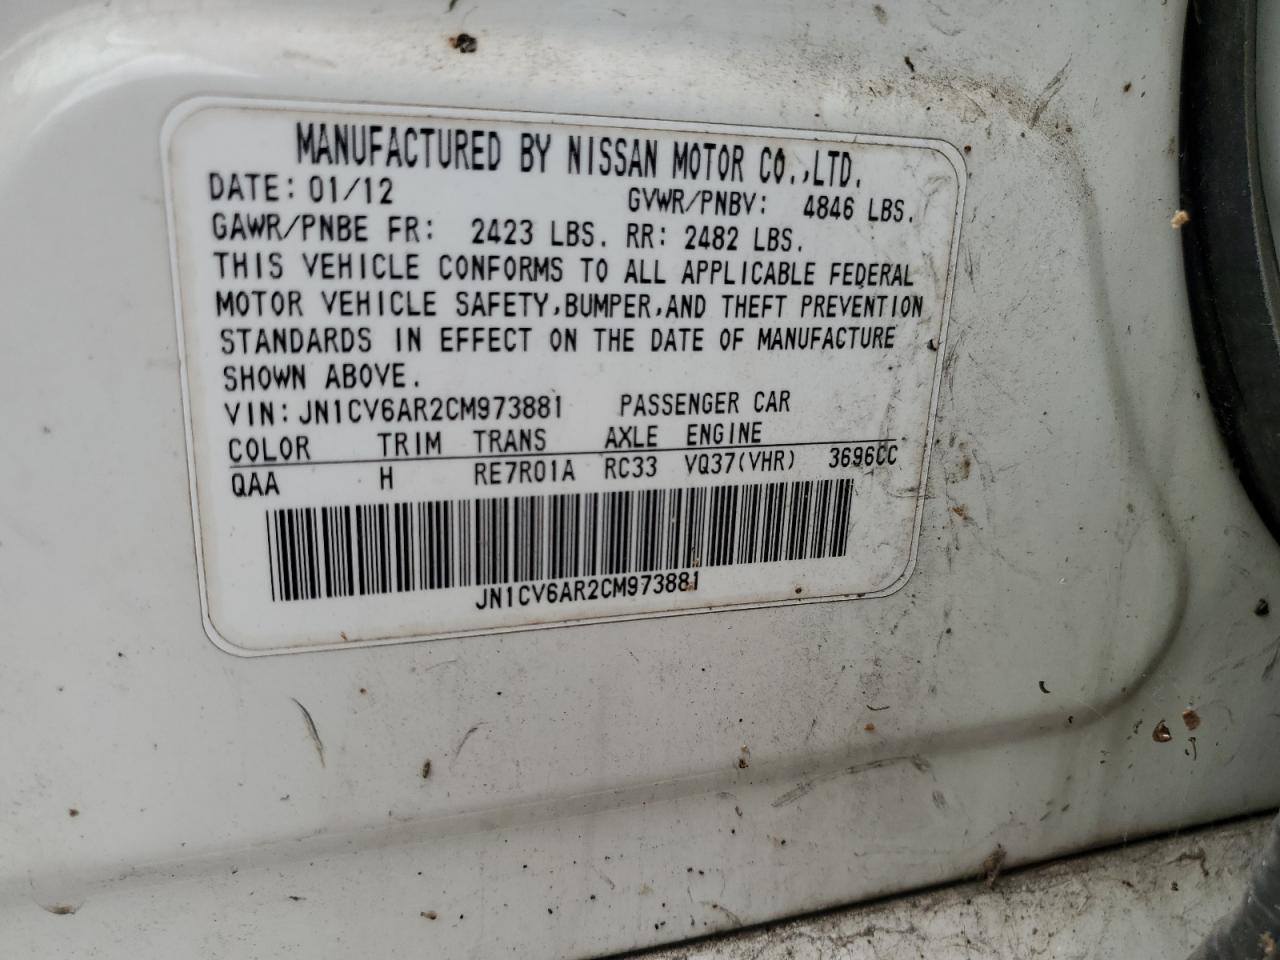 MANUFACTURED BY NISSAN MOTOR CO.,LTD.
DATE: 01/12 GVWR/PNBV: 4846 LBS.
GAWR/PNBE FR: 2423 LBS. RR: 2482 LBS.
THIS VEHICLE CONFORMS TO ALL APPLICABLE FEDERAL
MOTOR VEHICLE SAFETY,BUMPER,AND THEFT PREVENTION
STANDARDS IN EFFECT ON THE DATE OF MANUFACTURE
SHOWN ABOVE.
VIN: JN1CV6AR2CM973881 PASSENGER CAR
COLOR TRIM TRANS AXLE ENGINE
QAA H RE7R01A RC33 VQ37(VHR) 3696CC
JN1CV6AR2CM973881